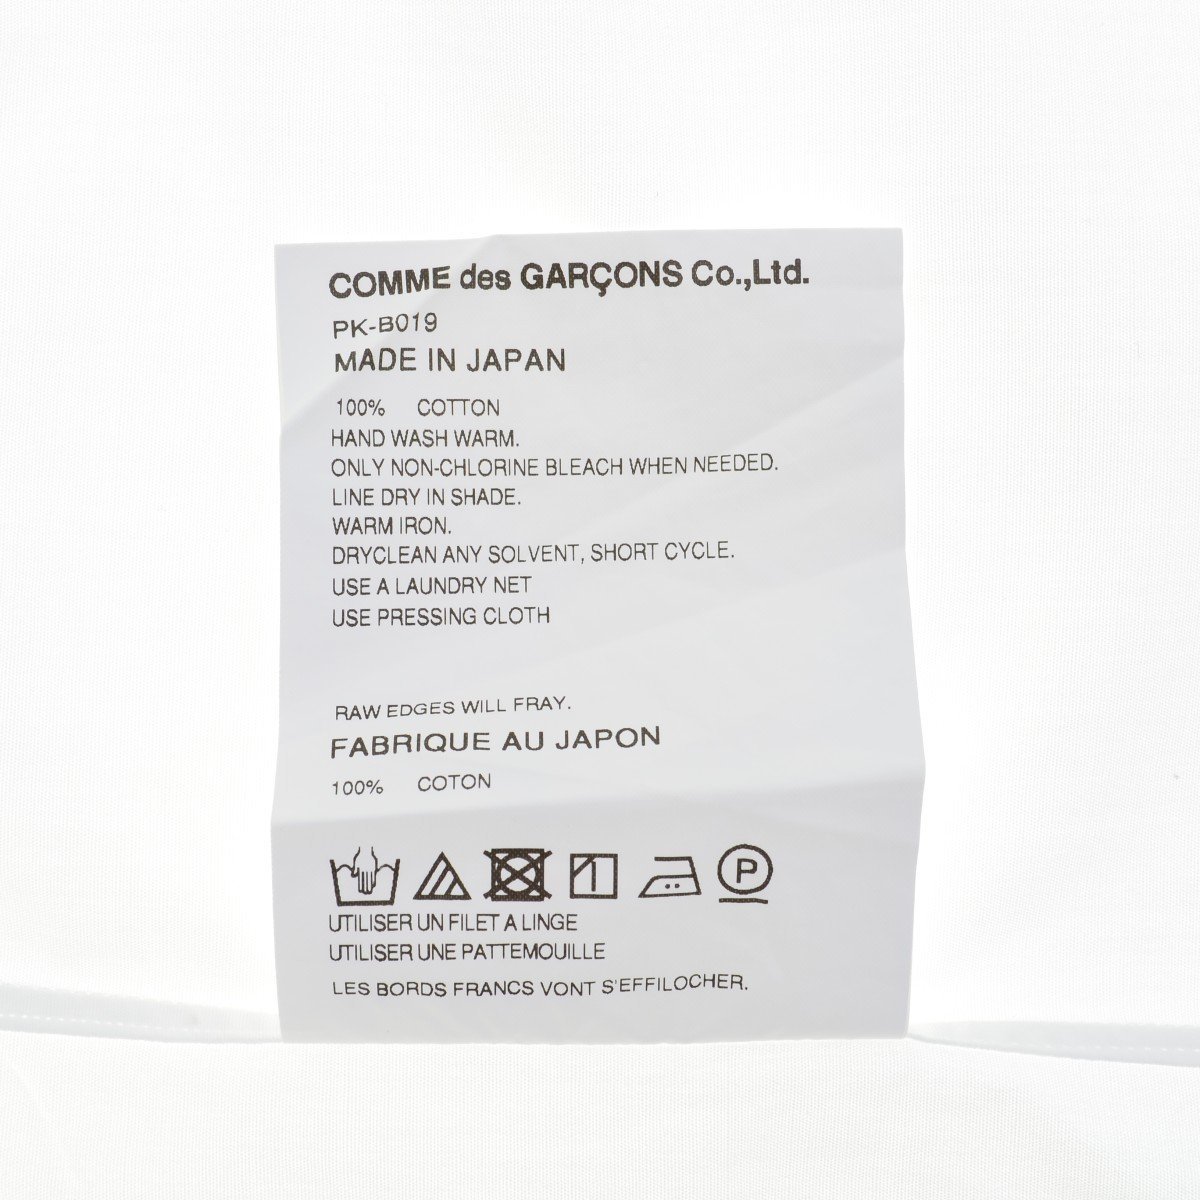 COMME des GARÇONS Co.,Ltd.
PK-B019
MADE IN JAPAN
100% COTTON
HAND WASH WARM.
ONLY NON-CHLORINE BLEACH WHEN NEEDED.
LINE DRY IN SHADE.
WARM IRON.
DRYCLEAN ANY SOLVENT, SHORT CYCLE.
USE A LAUNDRY NET
USE PRESSING CLOTH
RAW EDGES WILL FRAY.
FABRIQUE AU JAPON
100% COTON
P
UTILISER UN FILET A LINGE
UTILISER UNE PATTEMOUILLE
LES BORDS FRANCS VONT S'EFFILOCHER.